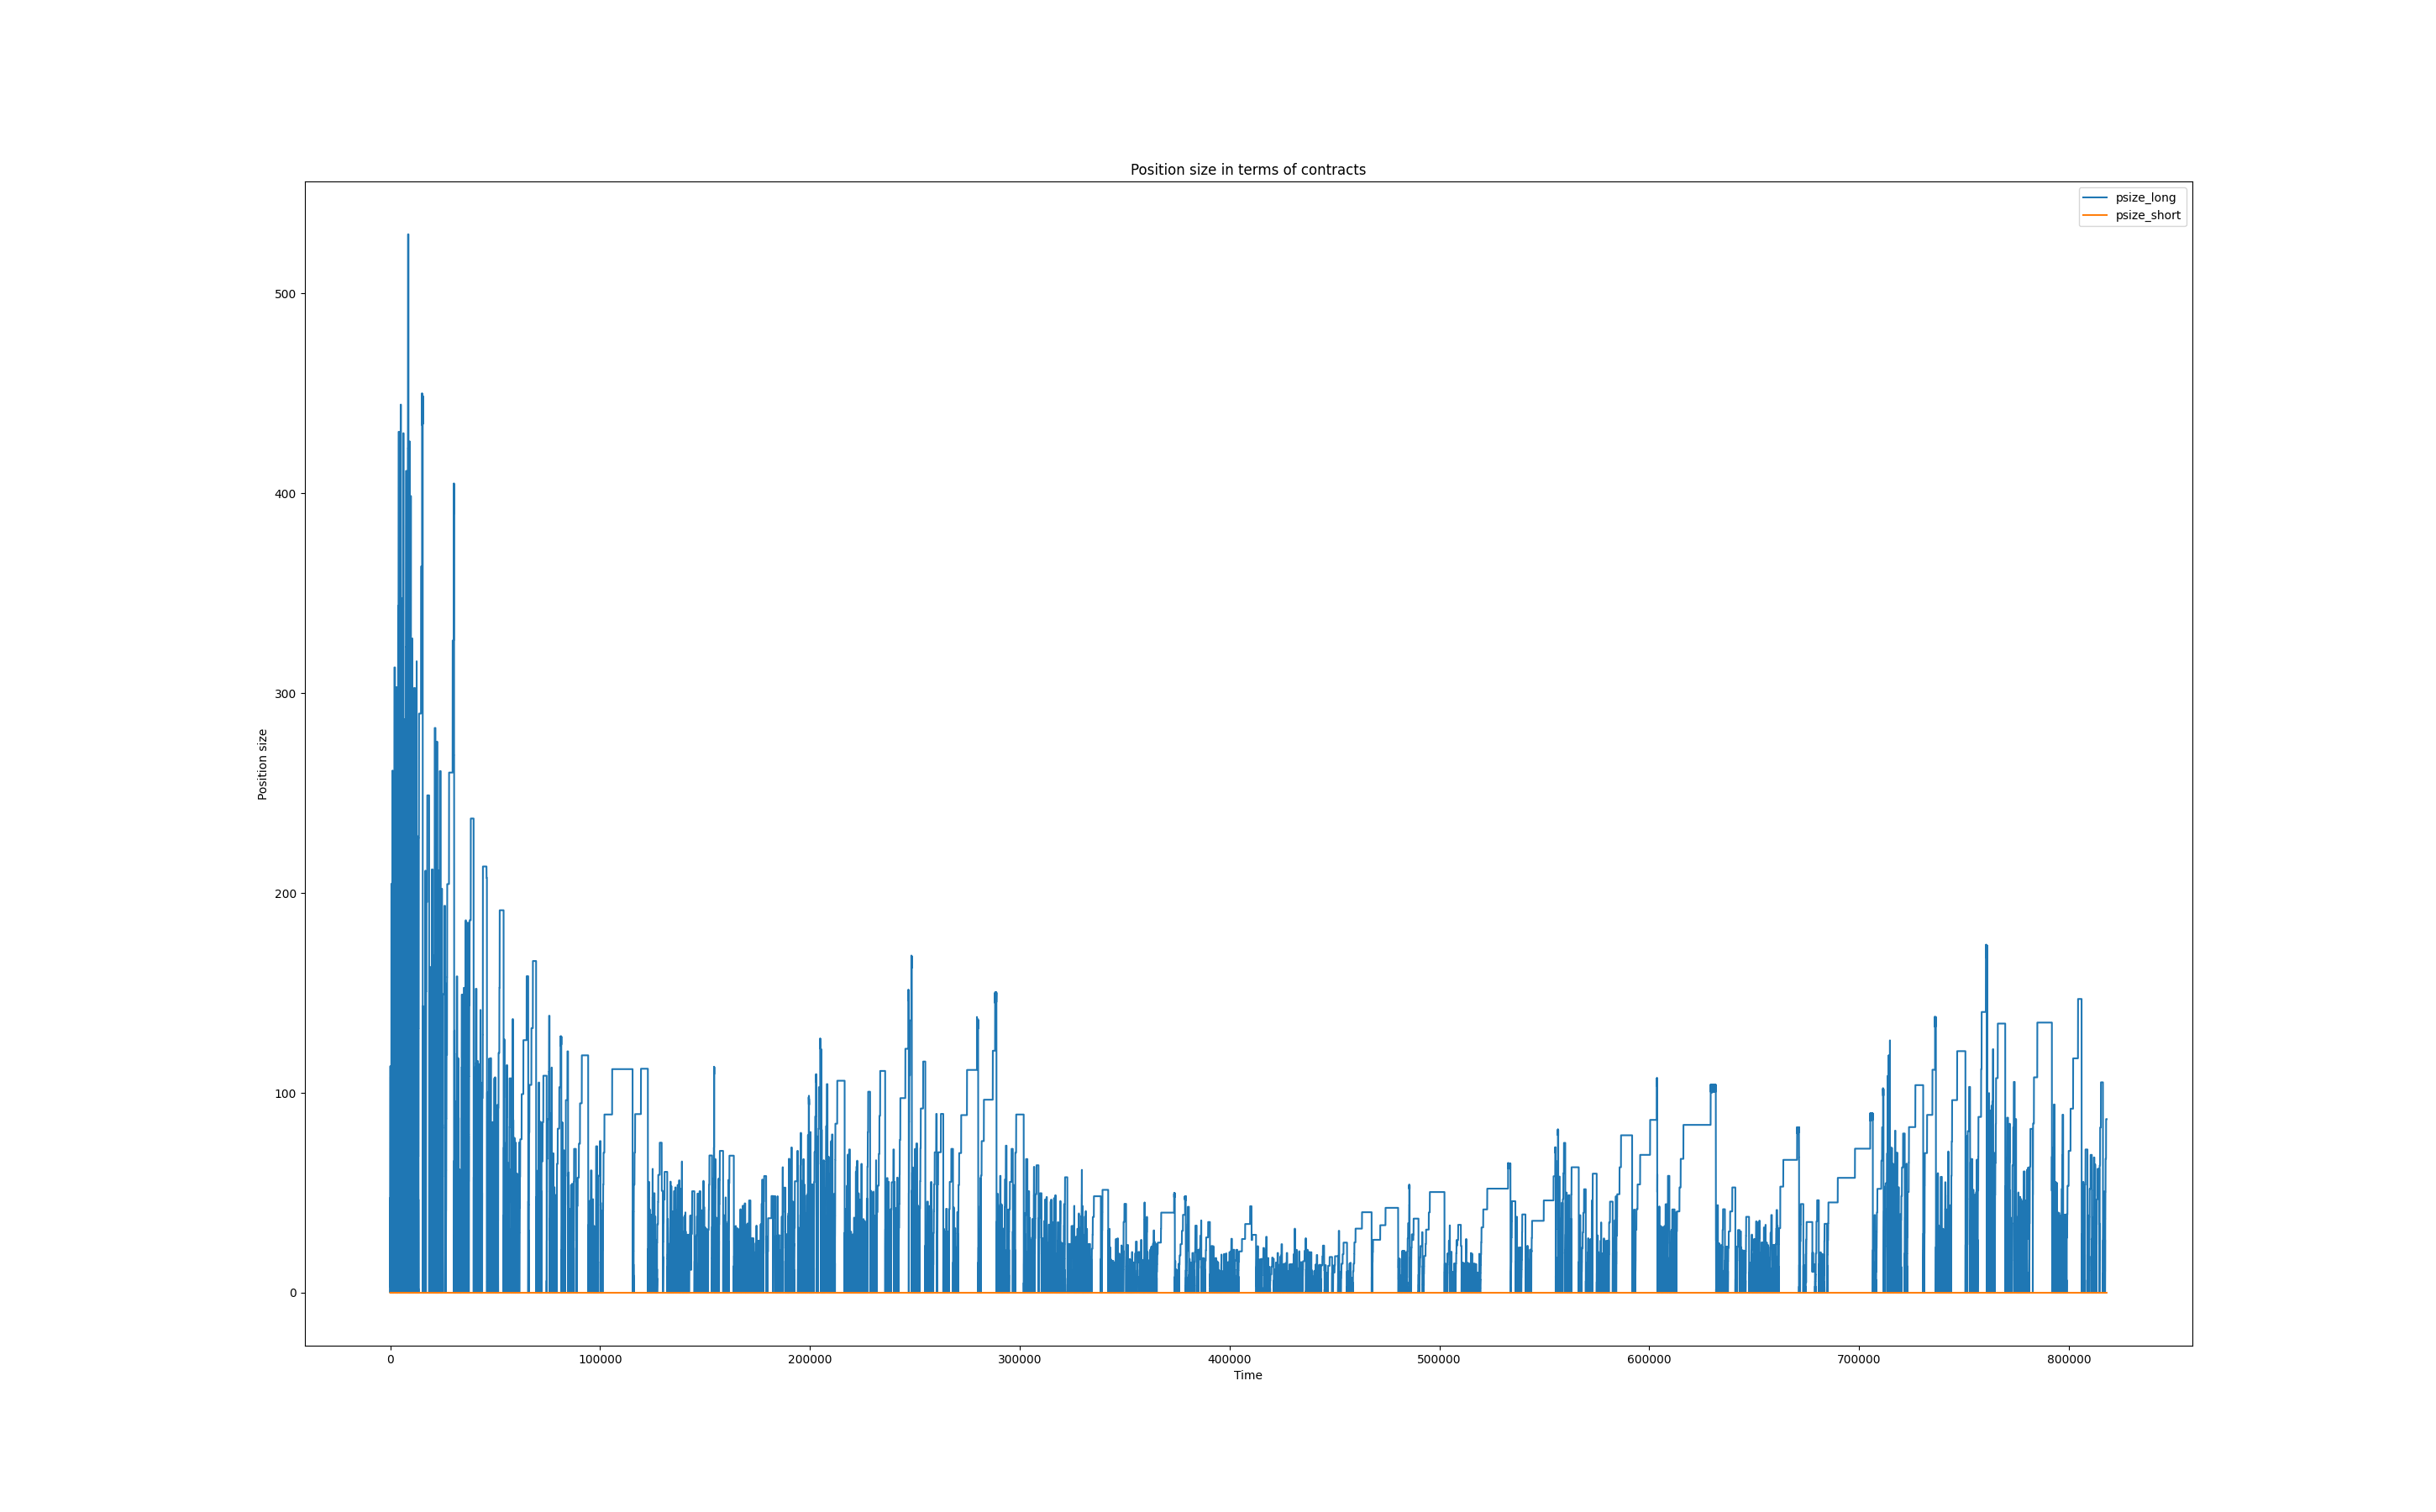 Position size in terms of contracts
psize_long
psize_short
500
400
300
200
100
0
Position size
0 100000 200000 300000 400000 500000 600000 700000 800000
Time